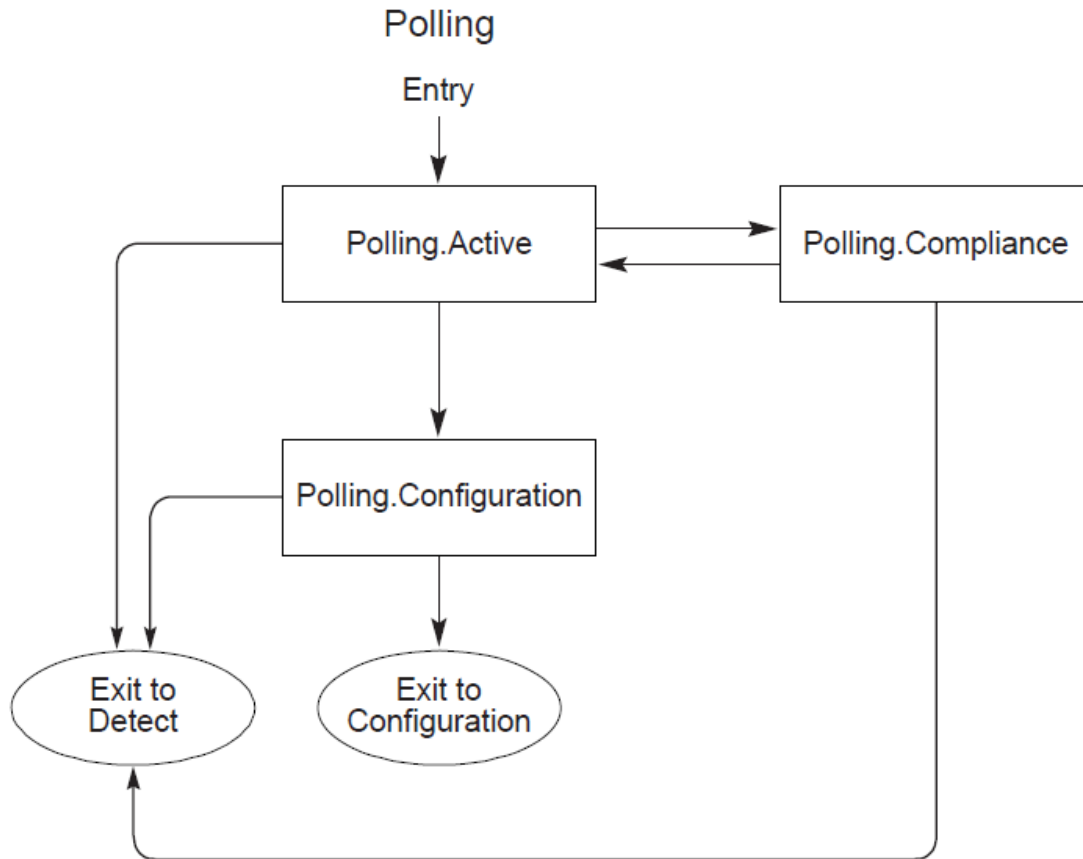 Polling
Entry
Polling.Active
Polling.Compliance
Polling.Configuration
Exit to
Detect
Exit to
Configuration